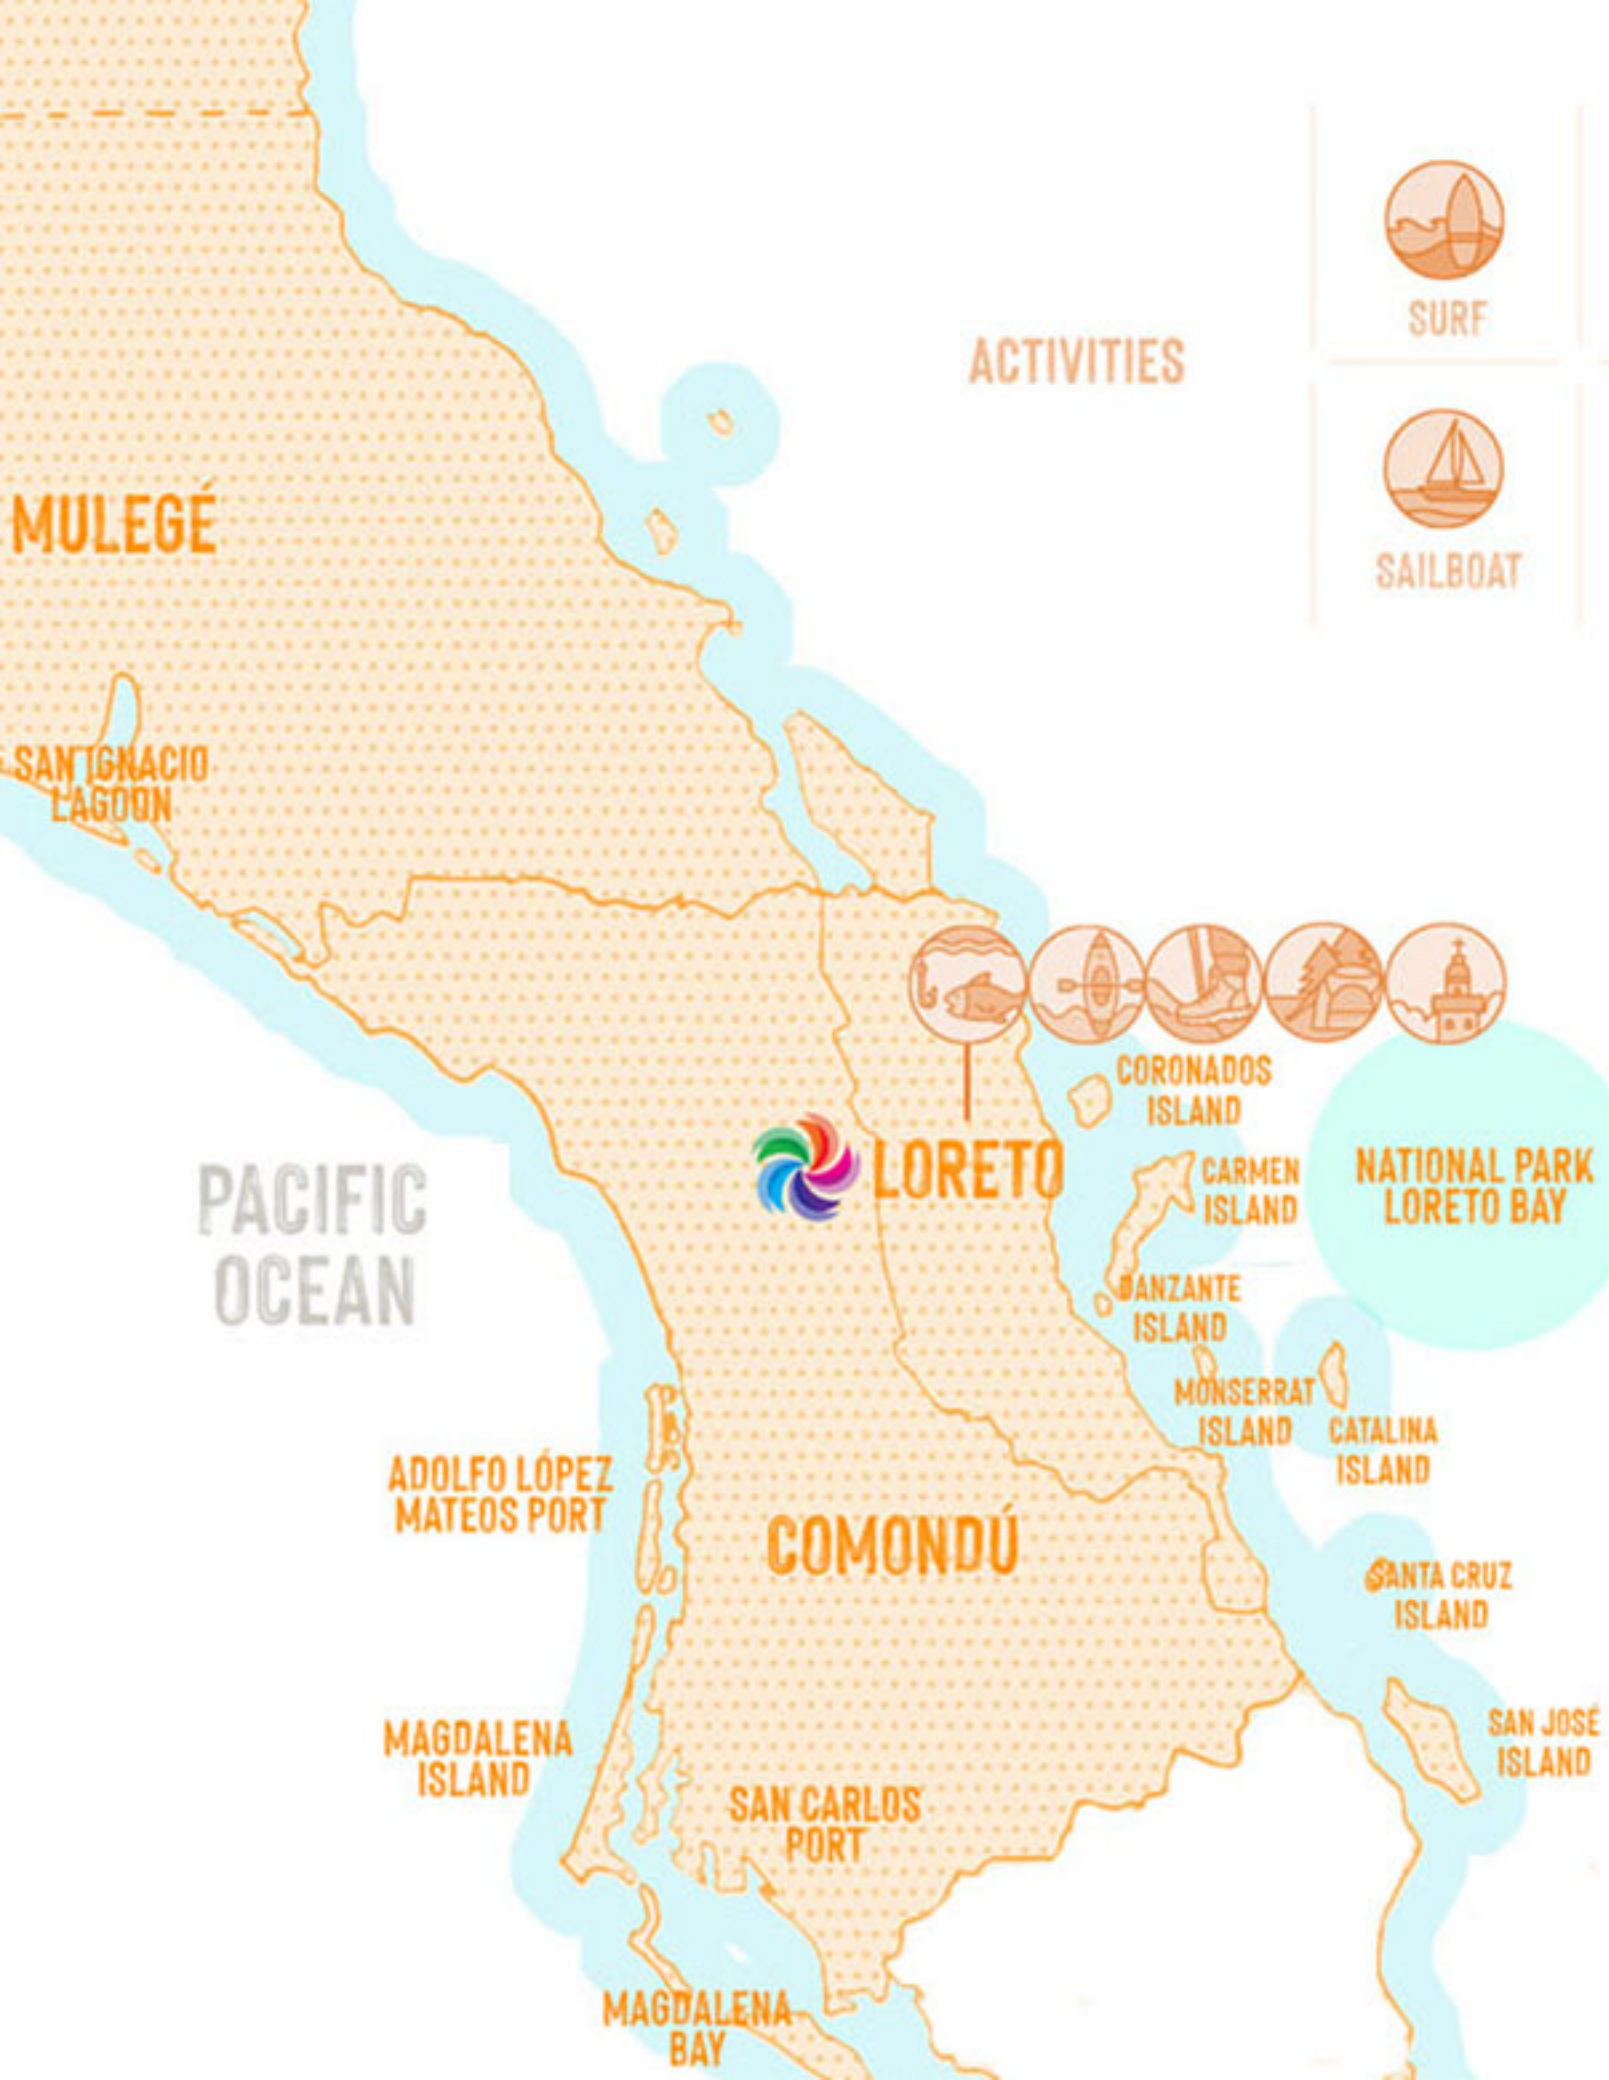 SURF
ACTIVITIES
SAILBOAT
MULEGÉ
SAN IGNACIO
LAGOON
CORONADOS
ISLAND
LORETO
CARMEN
ISLAND
NATIONAL PARK
LORETO BAY
PACIFIC
OCEAN
DANZANTE
ISLAND
MONSERRAT
ISLAND
CATALINA
ISLAND
ADOLFO LÓPEZ
MATEOS PORT
COMONDÚ
SANTA CRUZ
ISLAND
MAGDALENA
ISLAND
SAN JOSÉ
ISLAND
SAN CARLOS
PORT
MAGDALENA
BAY